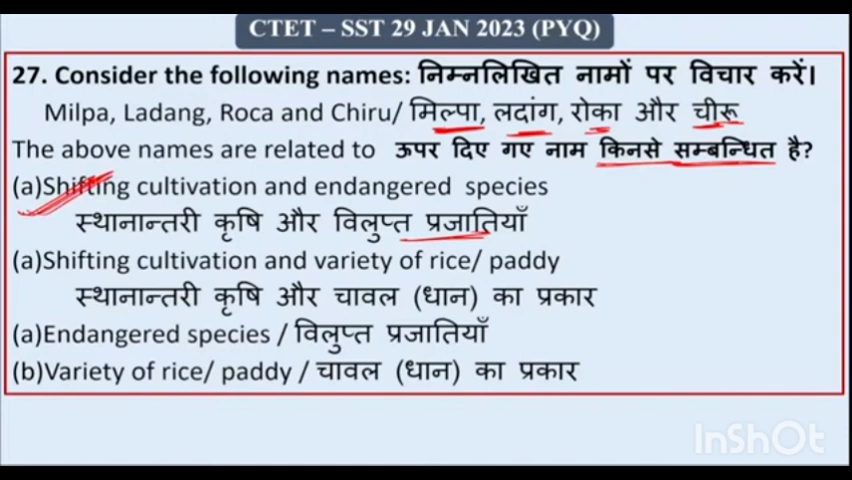 CTET – SST 29 JAN 2023 (PYQ)
27. Consider the following names: निम्नलिखित नामों पर विचार करें।
Milpa, Ladang, Roca and Chiru/ मिल्पा, लदांग, रोका और चीरू
The above names are related to ऊपर दिए गए नाम किनसे सम्बन्धित है?
(a)Shifting cultivation and endangered species
स्थानान्तरी कृषि और विलुप्त प्रजातियाँ
(a)Shifting cultivation and variety of rice/ paddy
स्थानान्तरी कृषि और चावल (धान) का प्रकार
(a)Endangered species / विलुप्त प्रजातियाँ
(b)Variety of rice/ paddy / चावल (धान) का प्रकार
InShOt